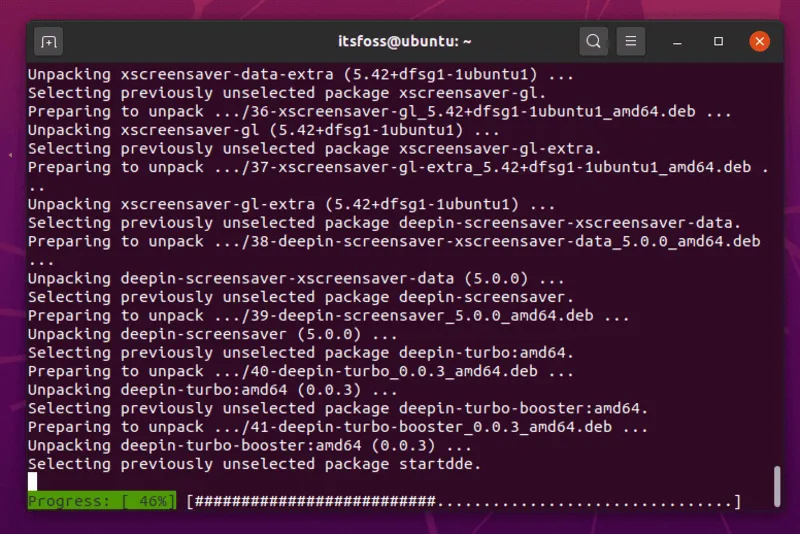 itsfoss@ubuntu: ~
Unpacking xscreensaver-data-extra (5.42+dfsg1-1ubuntu1) ...
Selecting previously unselected package xscreensaver-gl.
Preparing to unpack .../36-xscreensaver-gl_5.42+dfsg1-1ubuntu1_amd64.deb ...
Unpacking xscreensaver-gl (5.42+dfsg1-1ubuntu1) ...
Selecting previously unselected package xscreensaver-gl-extra.
Preparing to unpack .../37-xscreensaver-gl-extra_5.42+dfsg1-1ubuntu1_amd64.deb .
..
Unpacking xscreensaver-gl-extra (5.42+dfsg1-1ubuntu1) ...
Selecting previously unselected package deepin-screensaver-xscreensaver-data.
Preparing to unpack .../38-deepin-screensaver-xscreensaver-data_5.0.0_amd64.deb
...
Unpacking deepin-screensaver-xscreensaver-data (5.0.0) ...
Selecting previously unselected package deepin-screensaver.
Preparing to unpack .../39-deepin-screensaver_5.0.0_amd64.deb ...
Unpacking deepin-screensaver (5.0.0) ...
Selecting previously unselected package deepin-turbo:amd64.
Preparing to unpack .../40-deepin-turbo_0.0.3_amd64.deb ...
Unpacking deepin-turbo:amd64 (0.0.3) ...
Selecting previously unselected package deepin-turbo-booster:amd64.
Preparing to unpack .../41-deepin-turbo-booster_0.0.3_amd64.deb ...
Unpacking deepin-turbo-booster:amd64 (0.0.3) ...
Selecting previously unselected package startdde.
Progress: [ 46%] [##########################................................]